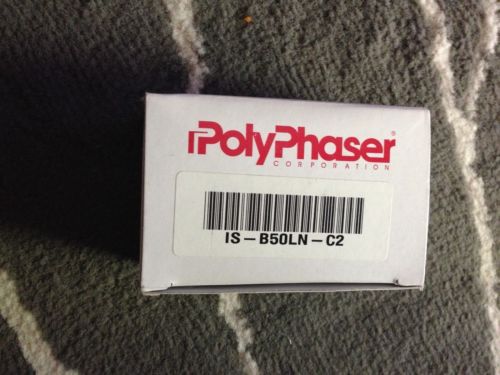 PolyPhaser®
CORPORATION
IS-B50LN-C2